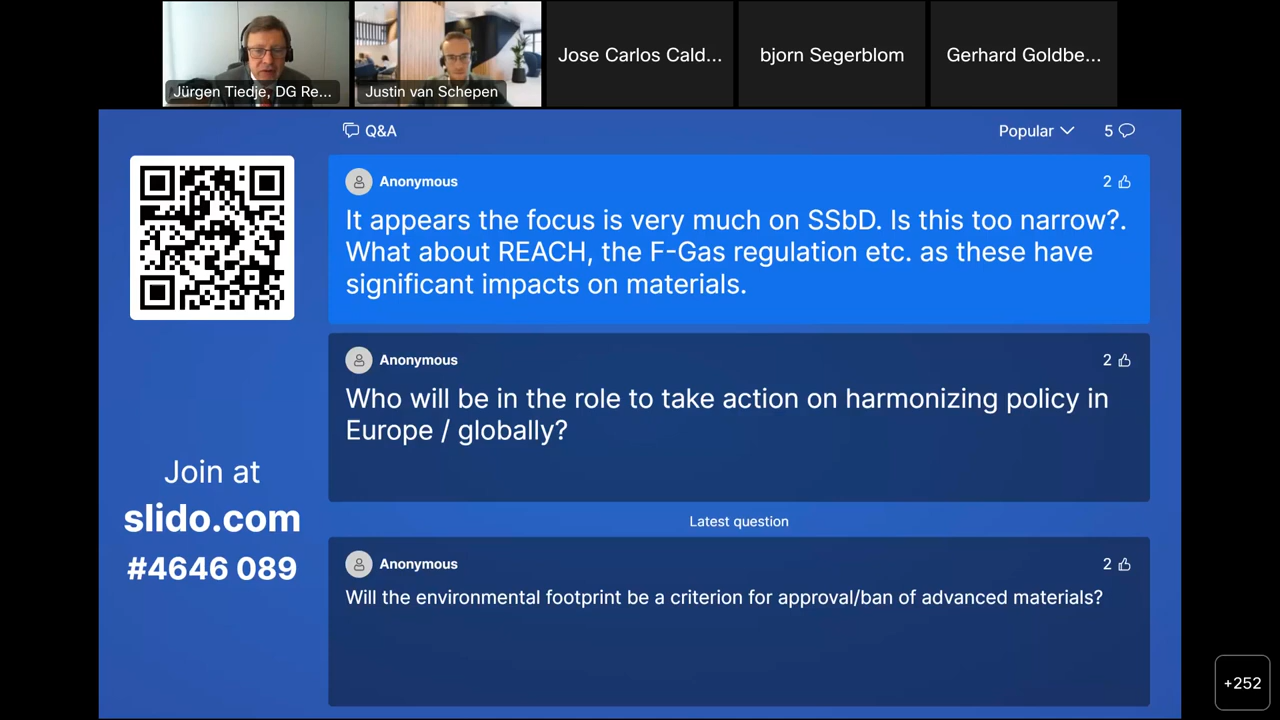 Jürgen Tiedje, DG Re...
Justin van Schepen
Jose Carlos Cald...
bjorn Segerblom
Gerhard Goldbe...
Q&A
Popular
5
Anonymous
2
It appears the focus is very much on SSbD. Is this too narrow?.
What about REACH, the F-Gas regulation etc. as these have
significant impacts on materials.
Anonymous
2
Who will be in the role to take action on harmonizing policy in
Europe / globally?
Join at
slido.com
#4646 089
Latest question
Anonymous
2
Will the environmental footprint be a criterion for approval/ban of advanced materials?
+252